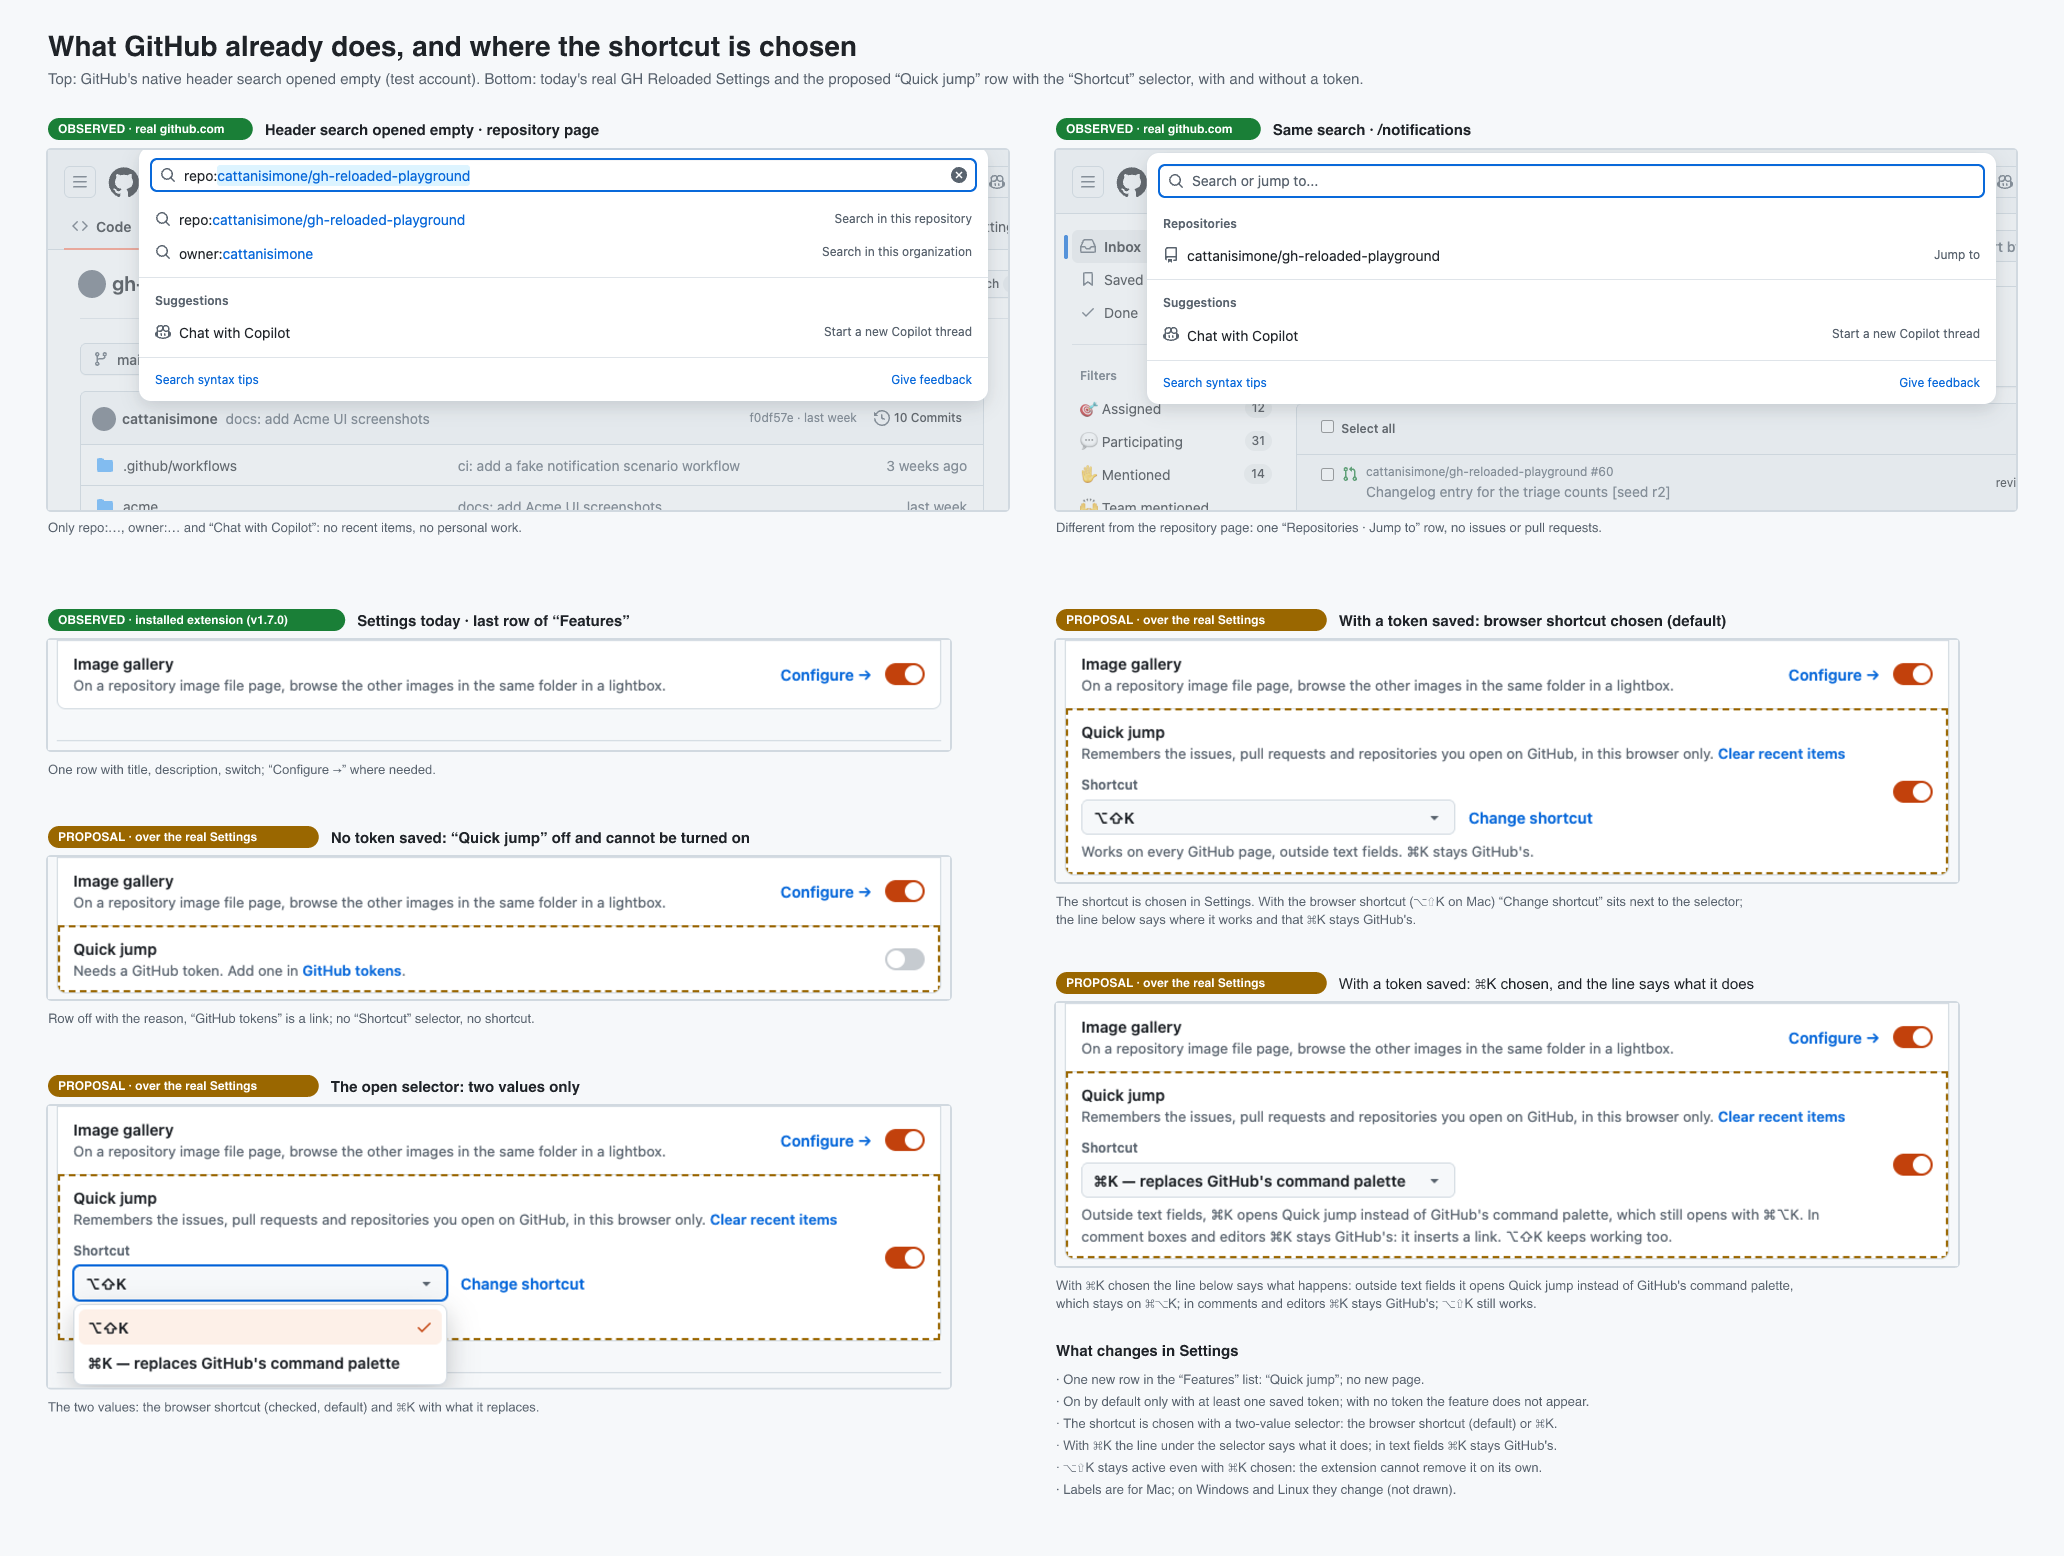 What GitHub already does, and where the shortcut is chosen
Top: GitHub's native header search opened empty (test account). Bottom: today's real GH Reloaded Settings and the proposed “Quick jump” row with the “Shortcut” selector, with and without a token.
OBSERVED · real github.com
Header search opened empty · repository page
repo:cattanisimone/gh-reloaded-playground
repo:cattanisimone/gh-reloaded-playground
Search in this repository
owner:cattanisimone
Search in this organization
Suggestions
Chat with Copilot
Start a new Copilot thread
Search syntax tips
Give feedback
Code
gh-
mai
cattanisimone docs: add Acme UI screenshots
f0df57e · last week
10 Commits
.github/workflows
ci: add a fake notification scenario workflow
3 weeks ago
acme
docs: add Acme UI screenshots
last week
Only repo:…, owner:… and “Chat with Copilot”: no recent items, no personal work.
OBSERVED · real github.com
Same search · /notifications
Search or jump to...
Repositories
cattanisimone/gh-reloaded-playground
Jump to
Suggestions
Chat with Copilot
Start a new Copilot thread
Search syntax tips
Give feedback
Inbox
Saved
Done
Filters
Assigned
12
Participating
31
Mentioned
14
Team mentioned
Select all
cattanisimone/gh-reloaded-playground #60
Changelog entry for the triage counts [seed r2]
revi
Different from the repository page: one “Repositories · Jump to” row, no issues or pull requests.
OBSERVED · installed extension (v1.7.0)
Settings today · last row of “Features”
Image gallery
On a repository image file page, browse the other images in the same folder in a lightbox.
Configure →
One row with title, description, switch; “Configure →” where needed.
PROPOSAL · over the real Settings
No token saved: “Quick jump” off and cannot be turned on
Image gallery
On a repository image file page, browse the other images in the same folder in a lightbox.
Configure →
Quick jump
Needs a GitHub token. Add one in GitHub tokens.
Row off with the reason, “GitHub tokens” is a link; no “Shortcut” selector, no shortcut.
PROPOSAL · over the real Settings
The open selector: two values only
Image gallery
On a repository image file page, browse the other images in the same folder in a lightbox.
Configure →
Quick jump
Remembers the issues, pull requests and repositories you open on GitHub, in this browser only. Clear recent items
Shortcut
⌥⇧K
Change shortcut
⌥⇧K
⌘K — replaces GitHub's command palette
The two values: the browser shortcut (checked, default) and ⌘K with what it replaces.
PROPOSAL · over the real Settings
With a token saved: browser shortcut chosen (default)
Image gallery
On a repository image file page, browse the other images in the same folder in a lightbox.
Configure →
Quick jump
Remembers the issues, pull requests and repositories you open on GitHub, in this browser only. Clear recent items
Shortcut
⌥⇧K
Change shortcut
Works on every GitHub page, outside text fields. ⌘K stays GitHub's.
The shortcut is chosen in Settings. With the browser shortcut (⌥⇧K on Mac) “Change shortcut” sits next to the selector;
the line below says where it works and that ⌘K stays GitHub's.
PROPOSAL · over the real Settings
With a token saved: ⌘K chosen, and the line says what it does
Image gallery
On a repository image file page, browse the other images in the same folder in a lightbox.
Configure →
Quick jump
Remembers the issues, pull requests and repositories you open on GitHub, in this browser only. Clear recent items
Shortcut
⌘K — replaces GitHub's command palette
Outside text fields, ⌘K opens Quick jump instead of GitHub's command palette, which still opens with ⌘⌥K. In
comment boxes and editors ⌘K stays GitHub's: it inserts a link. ⌥⇧K keeps working too.
With ⌘K chosen the line below says what happens: outside text fields it opens Quick jump instead of GitHub's command palette,
which stays on ⌘⌥K; in comments and editors ⌘K stays GitHub's; ⌥⇧K still works.
What changes in Settings
· One new row in the “Features” list: “Quick jump”; no new page.
· On by default only with at least one saved token; with no token the feature does not appear.
· The shortcut is chosen with a two-value selector: the browser shortcut (default) or ⌘K.
· With ⌘K the line under the selector says what it does; in text fields ⌘K stays GitHub's.
· ⌥⇧K stays active even with ⌘K chosen: the extension cannot remove it on its own.
· Labels are for Mac; on Windows and Linux they change (not drawn).